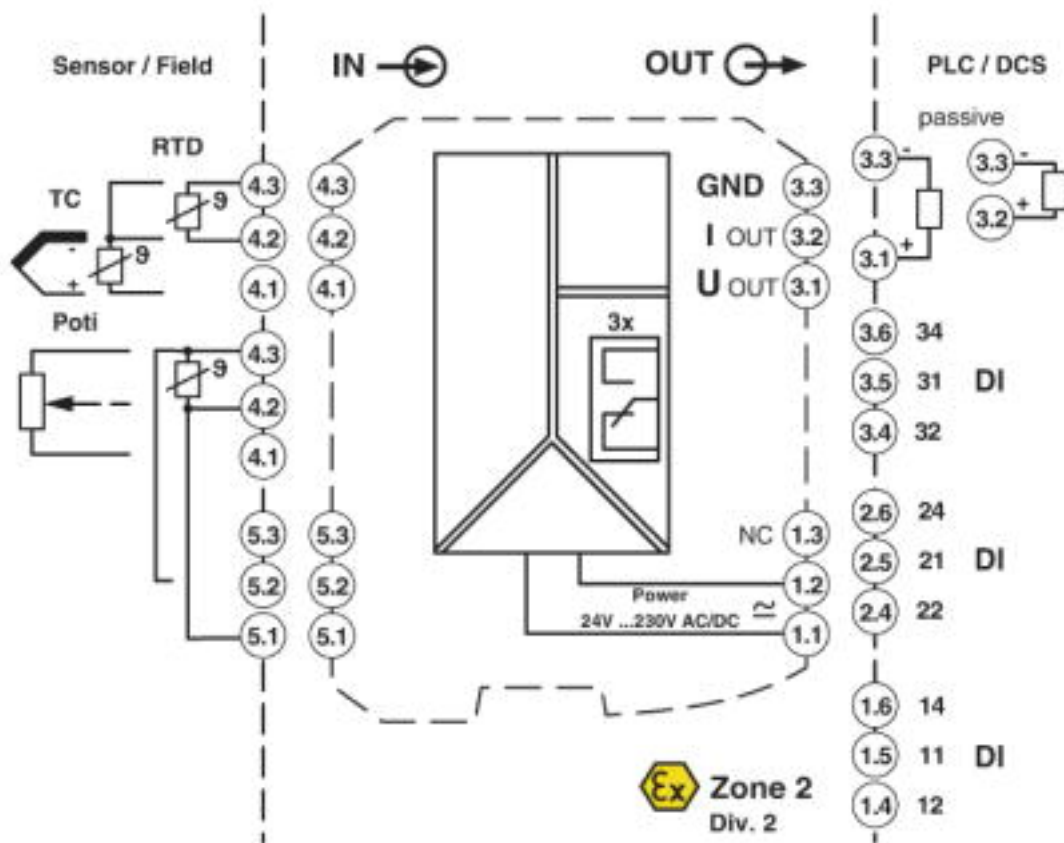 Sensor / Field
IN
OUT
PLC / DCS
passive
RTD
TC
ϑ
ϑ
-
+
4.3
4.2
4.1
4.3
4.2
4.1
GND 3.3
I OUT 3.2
U OUT 3.1
3.3 -
3.1 +
3.3 -
3.2 +
Poti
ϑ
4.3
4.2
4.1
3x
3.6 34
3.5 31 DI
3.4 32
5.3
5.2
5.1
5.3
5.2
5.1
NC 1.3
1.2
Power
24V ...230V AC/DC
1.1
2.6 24
2.5 21 DI
2.4 22
1.6 14
1.5 11 DI
1.4 12
Ex Zone 2
Div. 2